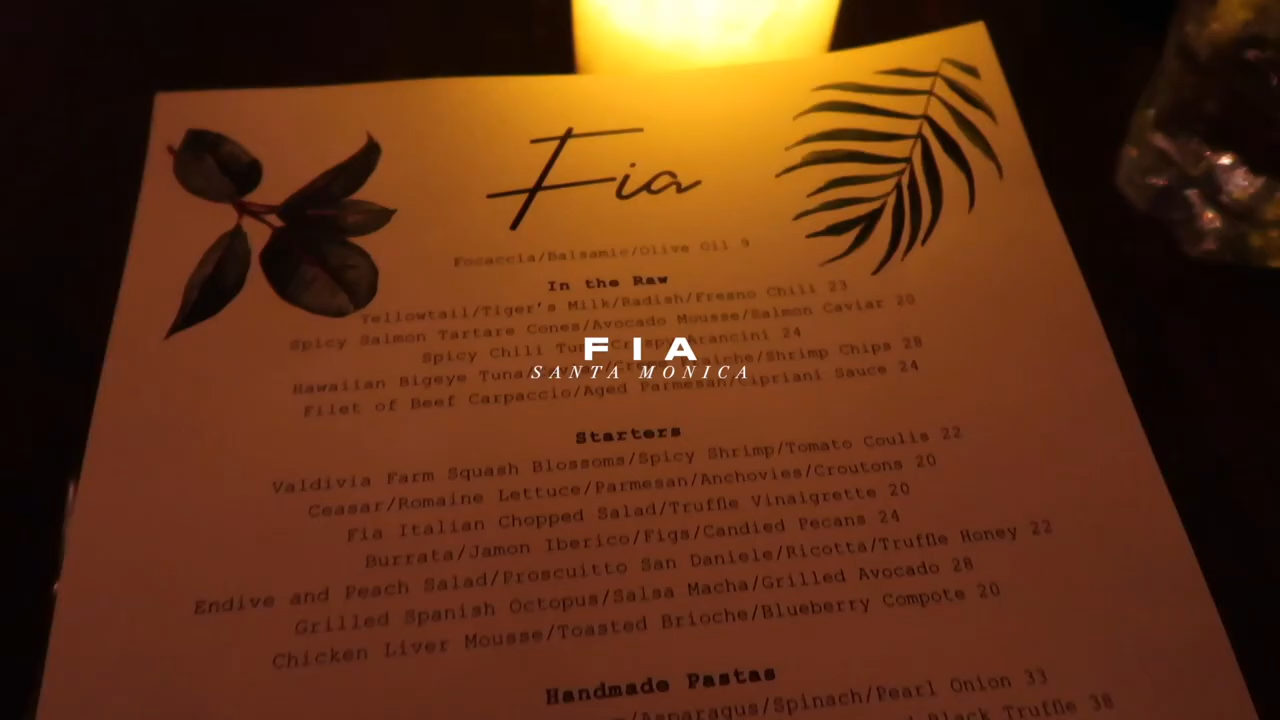 Fia
Focaccia/Balsamic/Olive Oil 9
In the Raw
Yellowtail/Tiger's Milk/Radish/Fresno Chili 23
Spicy Salmon Tartare Cones/Avocado Mousse/Salmon Caviar 20
Spicy Chili Tuna/Crispy Arancini 24
FIA
Hawaiian Bigeye Tuna/ Fraiche/Shrimp Chips 28
SANTA MONICA
Filet of Beef Carpaccio/Aged Parmesan/Cipriani Sauce 24
Starters
Valdivia Farm Squash Blossoms/Spicy Shrimp/Tomato Coulis 22
Ceasar/Romaine Lettuce/Parmesan/Anchovies/Croutons 20
Fia Italian Chopped Salad/Truffle Vinaigrette 20
Burrata/Jamon Iberico/Figs/Candied Pecans 24
Endive and Peach Salad/Proscuitto San Daniele/Ricotta/Truffle Honey 22
Grilled Spanish Octopus/Salsa Macha/Grilled Avocado 28
Chicken Liver Mousse/Toasted Brioche/Blueberry Compote 20
Handmade Pastas
/Asparagus/Spinach/Pearl Onion 33
Black Truffle 38